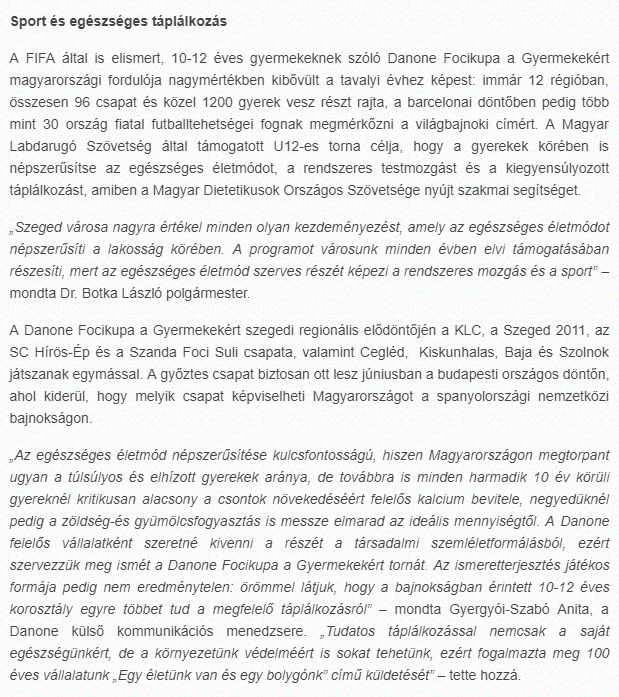 Sport és egészséges táplálkozás
A FIFA által is elismert, 10-12 éves gyermekeknek szóló Danone Focikupa a Gyermekekért
magyarországi fordulója nagymértékben kibővült a tavalyi évhez képest: immár 12 régióban,
összesen 96 csapat és közel 1200 gyerek vesz részt rajta, a barcelonai döntőben pedig több
mint 30 ország fiatal futballtehetségei fognak megmérkőzni a világbajnoki címért. A Magyar
Labdarugó Szövetség által támogatott U12-es torna célja, hogy a gyerekek körében is
népszerűsítse az egészséges életmódot, a rendszeres testmozgást és a kiegyensúlyozott
táplálkozást, amiben a Magyar Dietetikusok Országos Szövetsége nyújt szakmai segítséget.
„Szeged városa nagyra értékel minden olyan kezdeményezést, amely az egészséges életmódot
népszerűsíti a lakosság körében. A programot városunk minden évben elvi támogatásában
részesíti, mert az egészséges életmód szerves részét képezi a rendszeres mozgás és a sport” –
mondta Dr. Botka László polgármester.
A Danone Focikupa a Gyermekekért szegedi regionális elődöntőjén a KLC, a Szeged 2011, az
SC Hírös-Ép és a Szanda Foci Suli csapata, valamint Cegléd, Kiskunhalas, Baja és Szolnok
játszanak egymással. A győztes csapat biztosan ott lesz júniusban a budapesti országos döntőn,
ahol kiderül, hogy melyik csapat képviselheti Magyarországot a spanyolországi nemzetközi
bajnokságon.
„Az egészséges életmód népszerűsítése kulcsfontosságú, hiszen Magyarországon megtorpant
ugyan a túlsúlyos és elhízott gyerekek aránya, de továbbra is minden harmadik 10 év körüli
gyereknél kritikusan alacsony a csontok növekedéséért felelős kalcium bevitele, negyedüknél
pedig a zöldség-és gyümölcsfogyasztás is messze elmarad az ideális mennyiségtől. A Danone
felelős vállalatként szeretné kivenni a részét a társadalmi szemléletformálásból, ezért
szervezzük meg ismét a Danone Focikupa a Gyermekekért tornát. Az ismeretterjesztés játékos
formája pedig nem eredménytelen: örömmel látjuk, hogy a bajnokságban érintett 10-12 éves
korosztály egyre többet tud a megfelelő táplálkozásról” – mondta Gyergyói-Szabó Anita, a
Danone külső kommunikációs menedzsere. „Tudatos táplálkozással nemcsak a saját
egészségünkért, de a környezetünk védelméért is sokat tehetünk, ezért fogalmazta meg 100
éves vállalatunk „Egy életünk van és egy bolygónk” című küldetését” – tette hozzá.